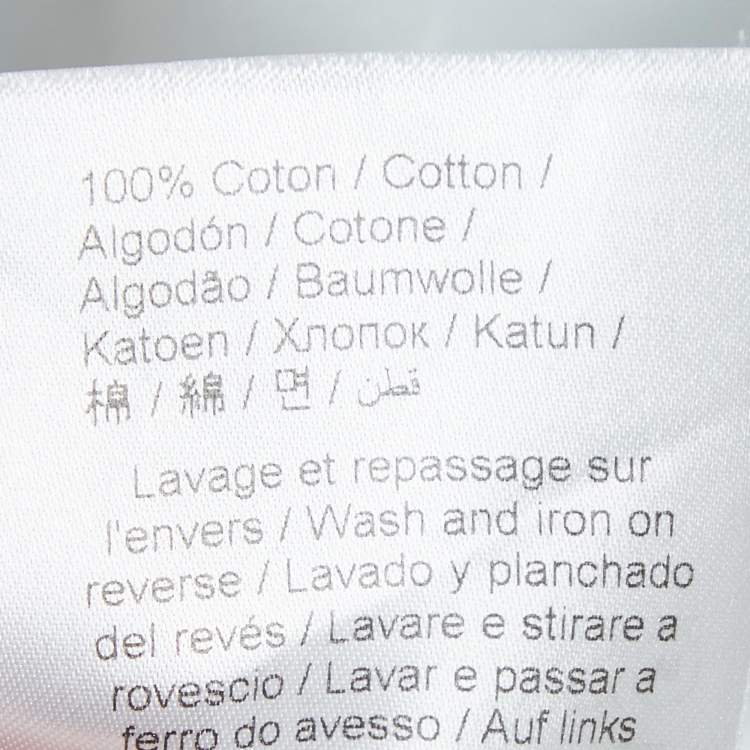 100% Coton / Cotton /
Algodón / Cotone /
Algodão / Baumwolle /
Katoen / Хлопок / Katun /
棉 / 綿 / 면 / قطن
Lavage et repassage sur
l'envers / Wash and iron on
reverse / Lavado y planchado
del revés / Lavare e stirare a
rovescio / Lavar e passar a
ferro do avesso / Auf links